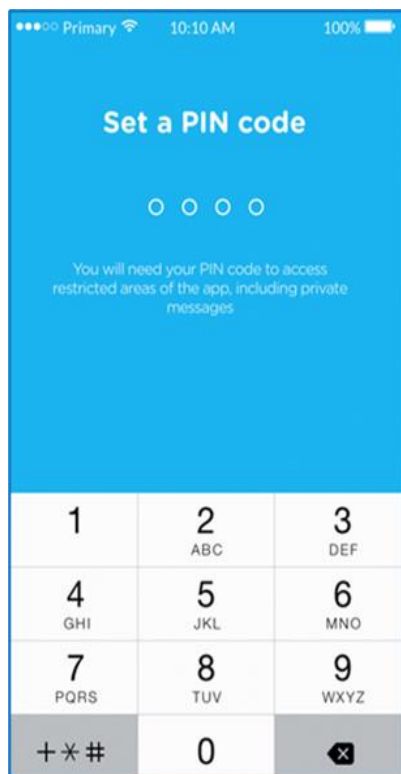 Primary 10:10 AM 100%
Set a PIN code
You will need your PIN code to access
restricted areas of the app, including private
messages
1 2 3
ABC DEF
4 5 6
GHI JKL MNO
7 8 9
PQRS TUV WXYZ
+*# 0